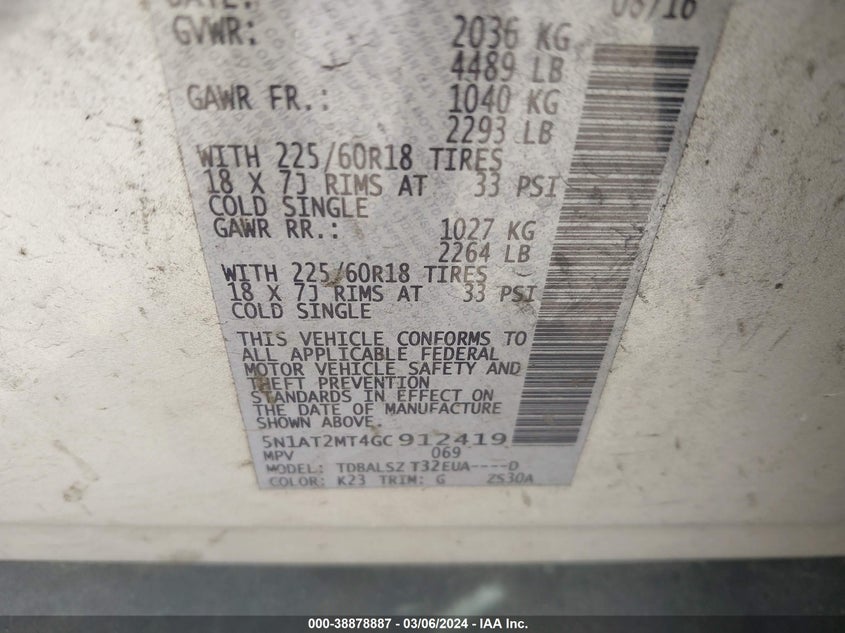 DATE:
GVWR: 2036 KG
4489 LB
GAWR FR.: 1040 KG
2293 LB
WITH 225/60R18 TIRES
18 X 7J RIMS AT 33 PSI
COLD SINGLE
GAWR RR.: 1027 KG
2264 LB
WITH 225/60R18 TIRES
18 X 7J RIMS AT 33 PSI
COLD SINGLE
THIS VEHICLE CONFORMS TO
ALL APPLICABLE FEDERAL
MOTOR VEHICLE SAFETY AND
THEFT PREVENTION
STANDARDS IN EFFECT ON
THE DATE OF MANUFACTURE
SHOWN ABOVE.
5N1AT2MT4GC912419
MPV 069
MODEL: TDBALSZ T32EUA----D
COLOR: K23 TRIM: G ZS30A
000-38878887 - 03/06/2024 - IAA Inc.